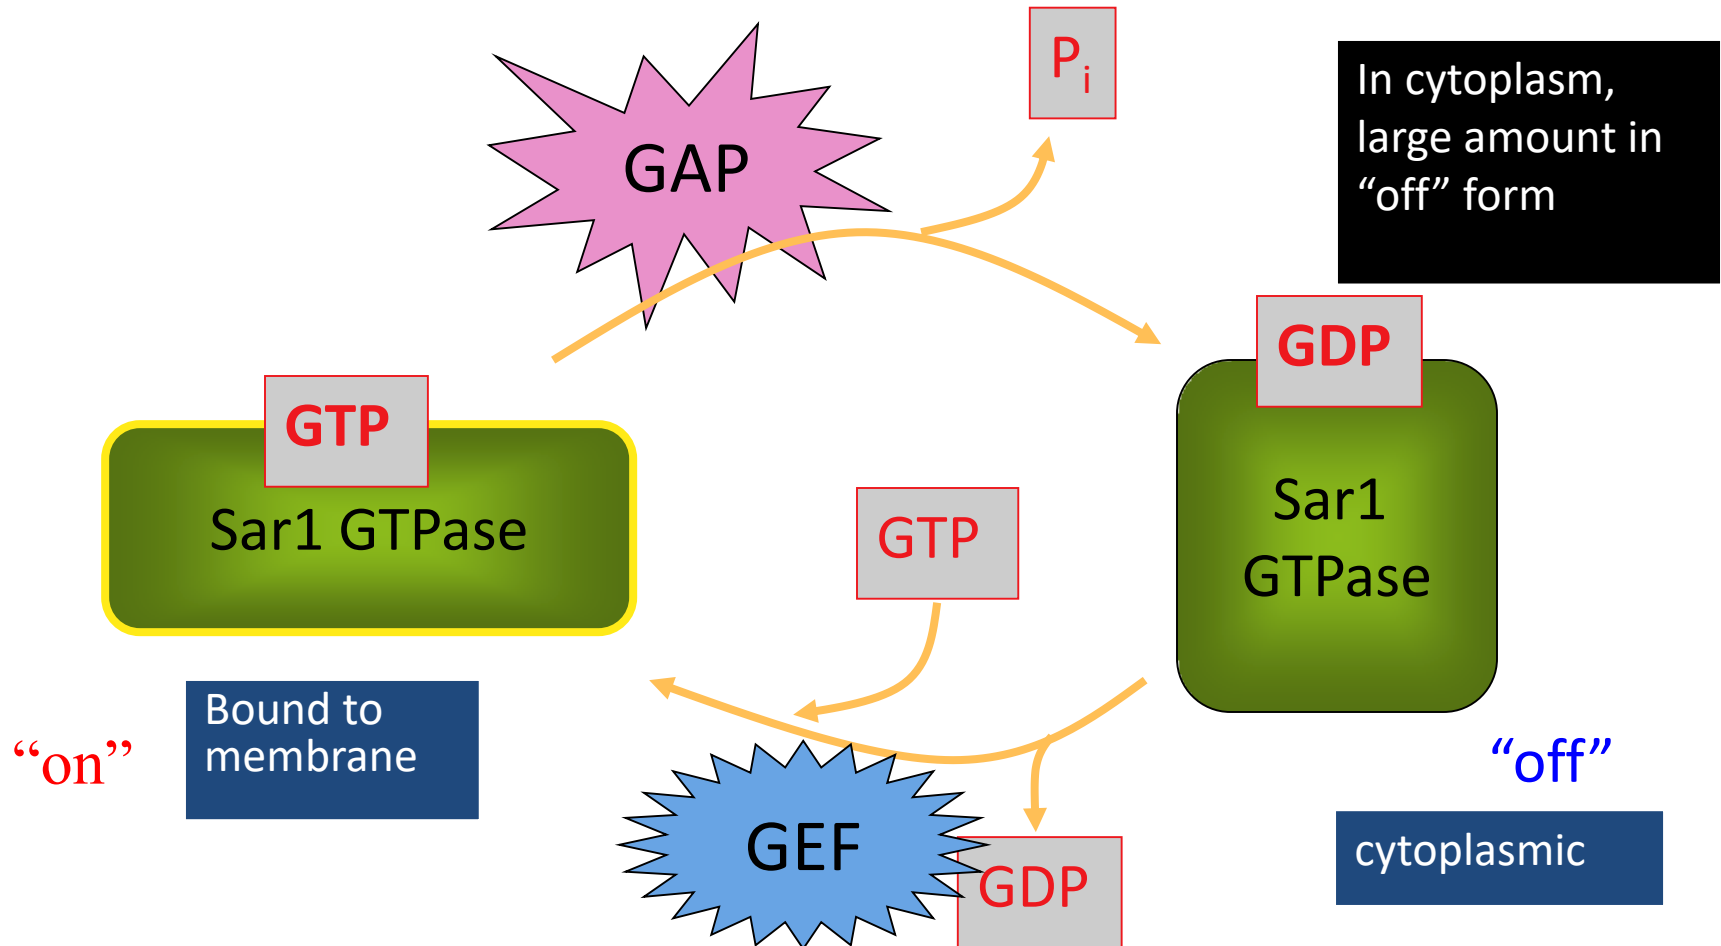 P i
In cytoplasm,
large amount in
“off” form
GAP
GDP
GTP
Sar1 GTPase
Sar1
GTPase
GTP
Bound to
membrane
“on”
“off”
GEF
GDP
cytoplasmic